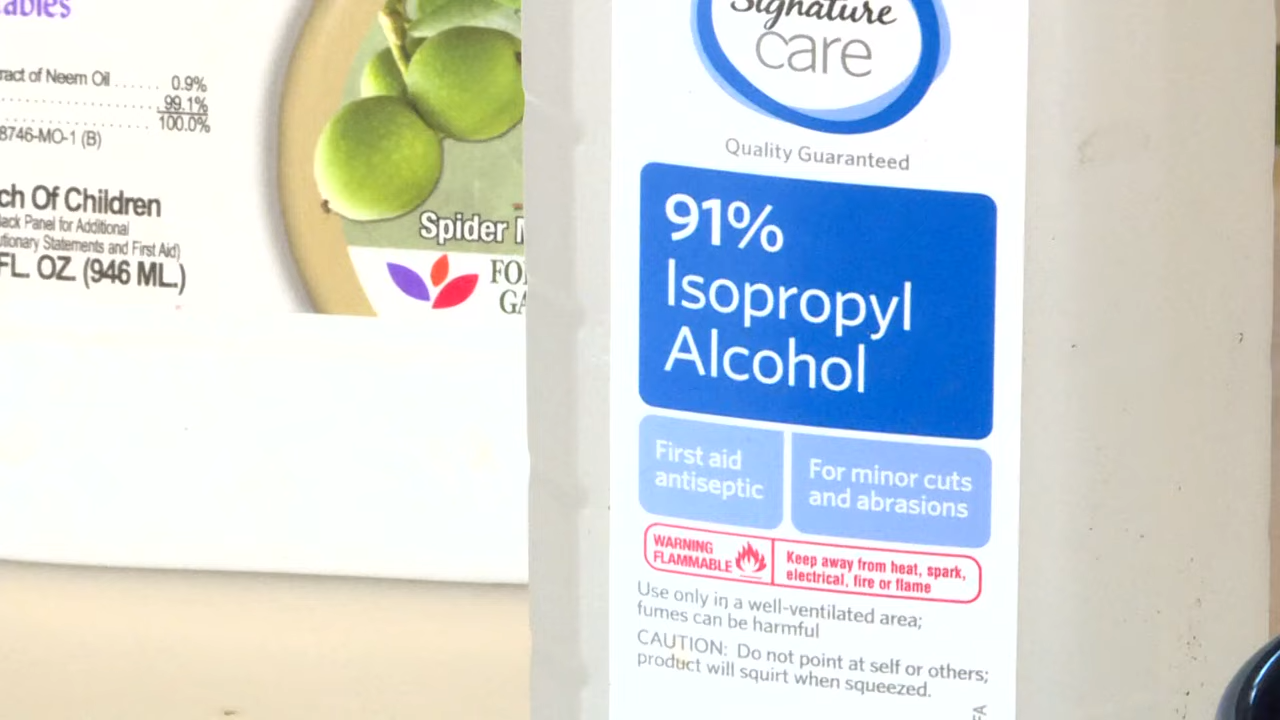 ract of Neem Oil ...... 0.9%
99.1%
100.0%
8746-MO-1 (B)
ch Of Children
ack Panel for Additional
utionary Statements and First Aid)
FL. OZ. (946 ML.)
Spider
FO
GA
Signature
care
Quality Guaranteed
91%
Isopropyl
Alcohol
First aid
antiseptic
For minor cuts
and abrasions
WARNING
FLAMMABLE
Keep away from heat, spark,
electrical, fire or flame
Use only in a well-ventilated area;
fumes can be harmful
CAUTION: Do not point at self or others;
product will squirt when squeezed.